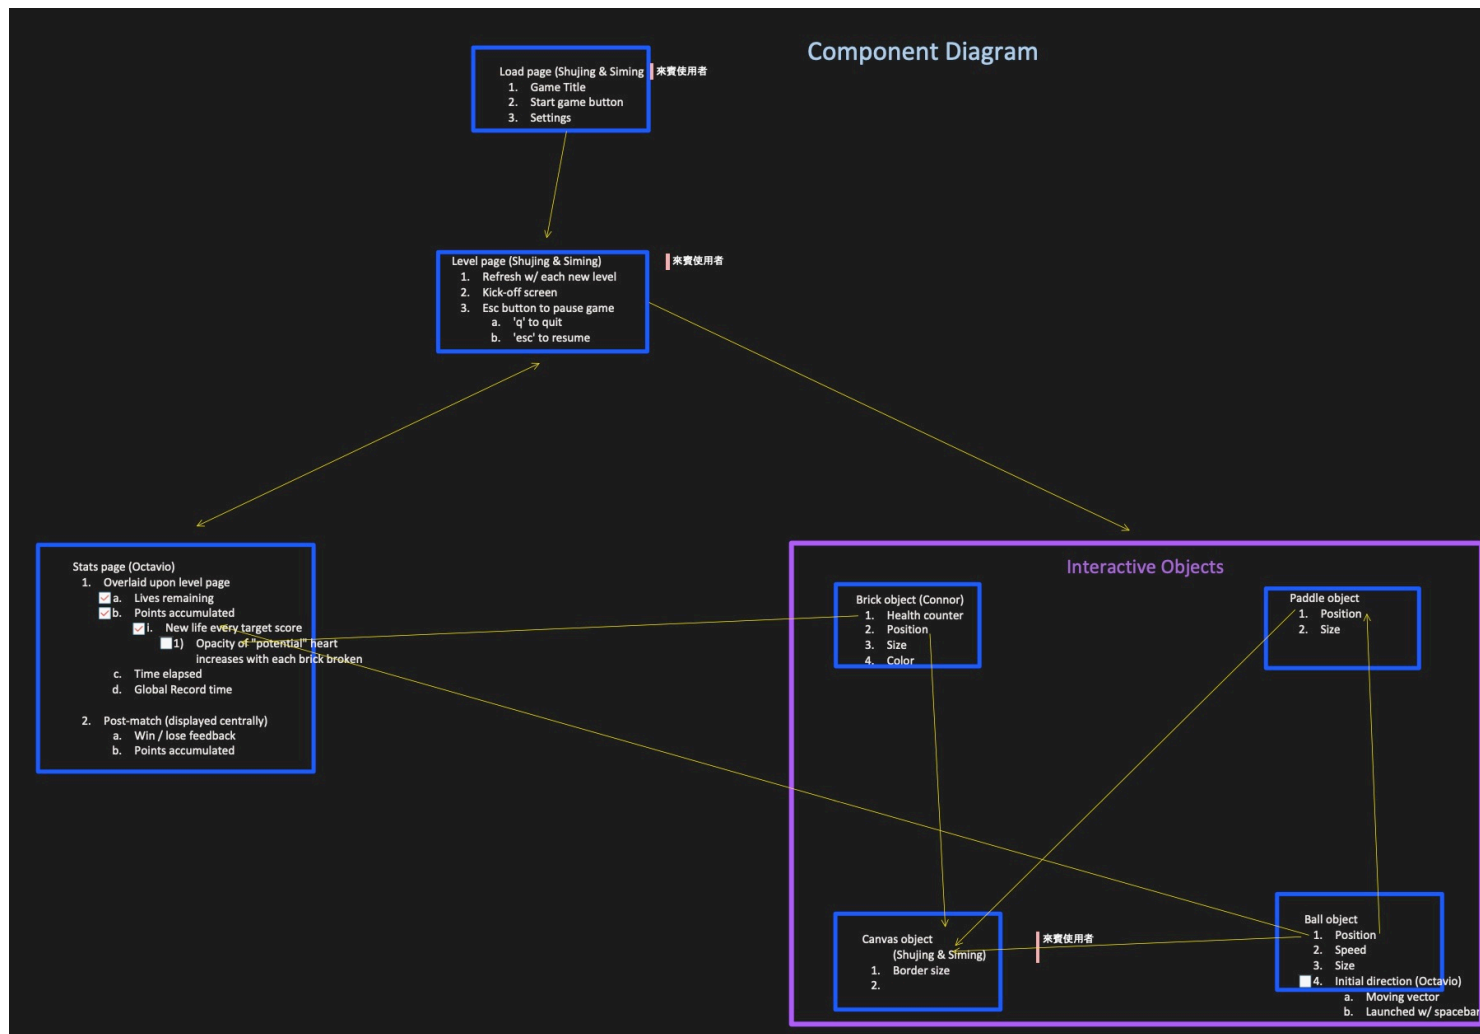 Component Diagram
Load page (Shujing & Siming
來賓使用者
1. Game Title
2. Start game button
3. Settings
Level page (Shujing & Siming)
來賓使用者
1. Refresh w/ each new level
2. Kick-off screen
3. Esc button to pause game
a. 'q' to quit
b. 'esc' to resume
Stats page (Octavio)
1. Overlaid upon level page
a. Lives remaining
b. Points accumulated
i. New life every target score
1) Opacity of "potential" heart
increases with each brick broken
c. Time elapsed
d. Global Record time
2. Post-match (displayed centrally)
a. Win / lose feedback
b. Points accumulated
Interactive Objects
Brick object (Connor)
1. Health counter
2. Position
3. Size
4. Color
Paddle object
1. Position
2. Size
Canvas object
(Shujing & Siming)
1. Border size
2.
來賓使用者
Ball object
1. Position
2. Speed
3. Size
4. Initial direction (Octavio)
a. Moving vector
b. Launched w/ spacebar